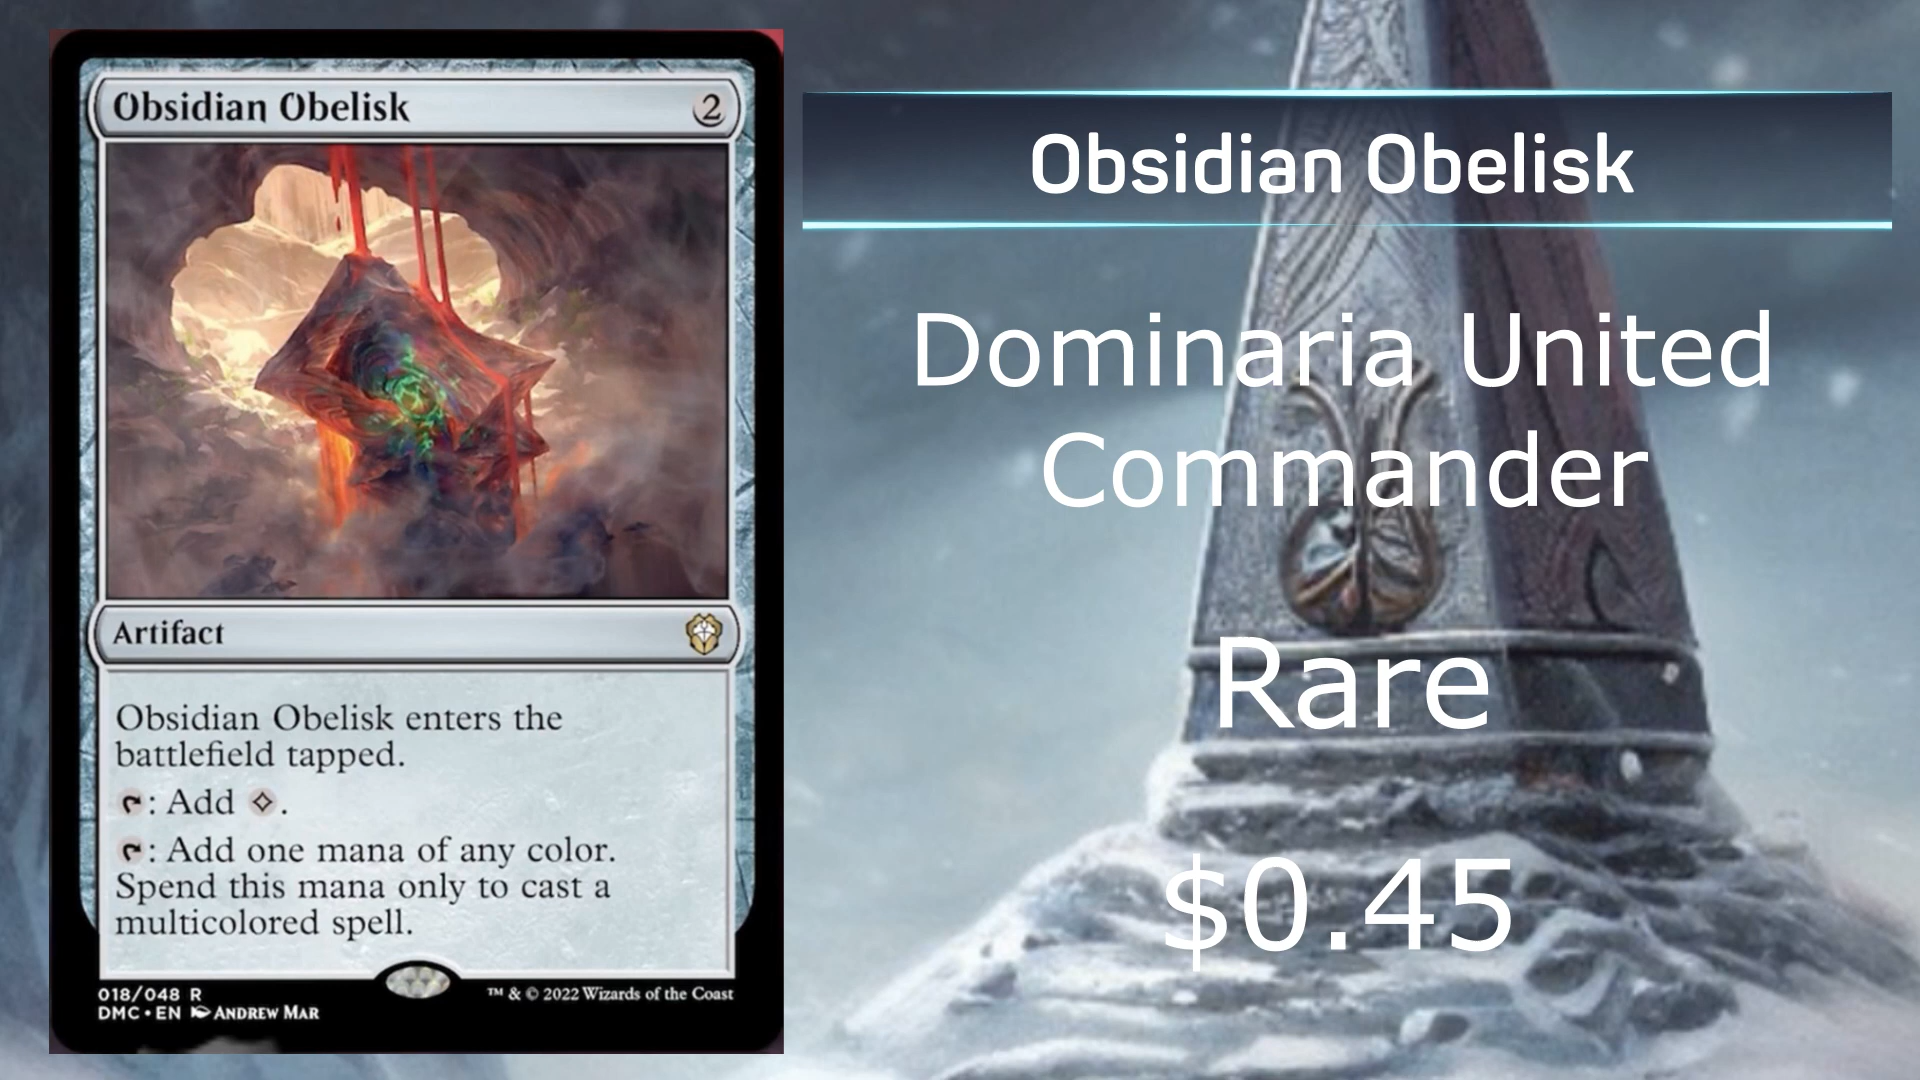 Obsidian Obelisk 2
Artifact
Obsidian Obelisk enters the
battlefield tapped.
: Add .
: Add one mana of any color.
Spend this mana only to cast a
multicolored spell.
018/048 R
DMC • EN ANDREW MAR
™ & © 2022 Wizards of the Coast
Obsidian Obelisk
Dominaria United
Commander
Rare
$0.45